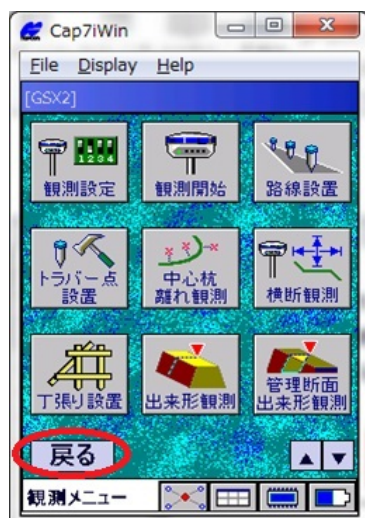 Cap7iWin
File Display Help
[GSX2]
1234
観測設定
観測開始
路線設置
トラバー点
設置
中心杭
離れ観測
横断観測
丁張り設置
出来形観測
管理断面
出来形観測
戻る
観測メニュー